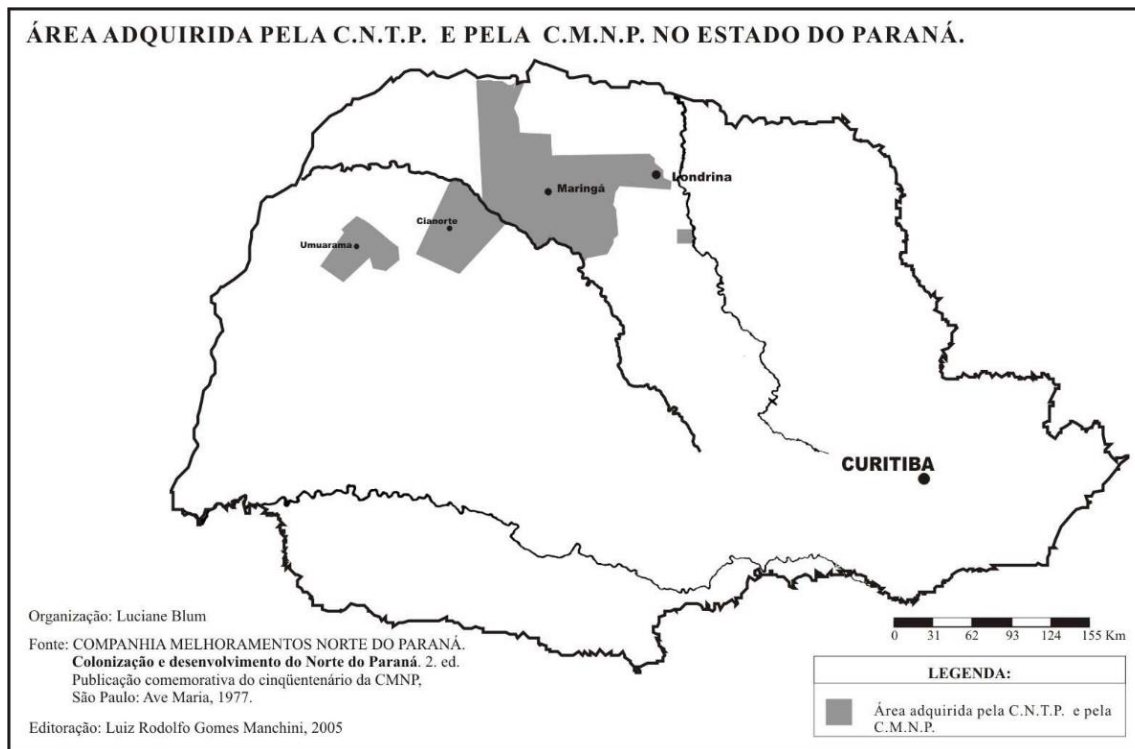 ÁREA ADQUIRIDA PELA C.N.T.P. E PELA C.M.N.P. NO ESTADO DO PARANÁ.
Londrina
Maringá
Cianorte
Umuarama
CURITIBA
Organização: Luciane Blum
Fonte: COMPANHIA MELHORAMENTOS NORTE DO PARANÁ.
Colonização e desenvolvimento do Norte do Paraná. 2. ed.
Publicação comemorativa do cinqüentenário da CMNP,
São Paulo: Ave Maria, 1977.
Editoração: Luiz Rodolfo Gomes Manchini, 2005
0 31 62 93 124 155 Km
LEGENDA:
Área adquirida pela C.N.T.P. e pela
C.M.N.P.